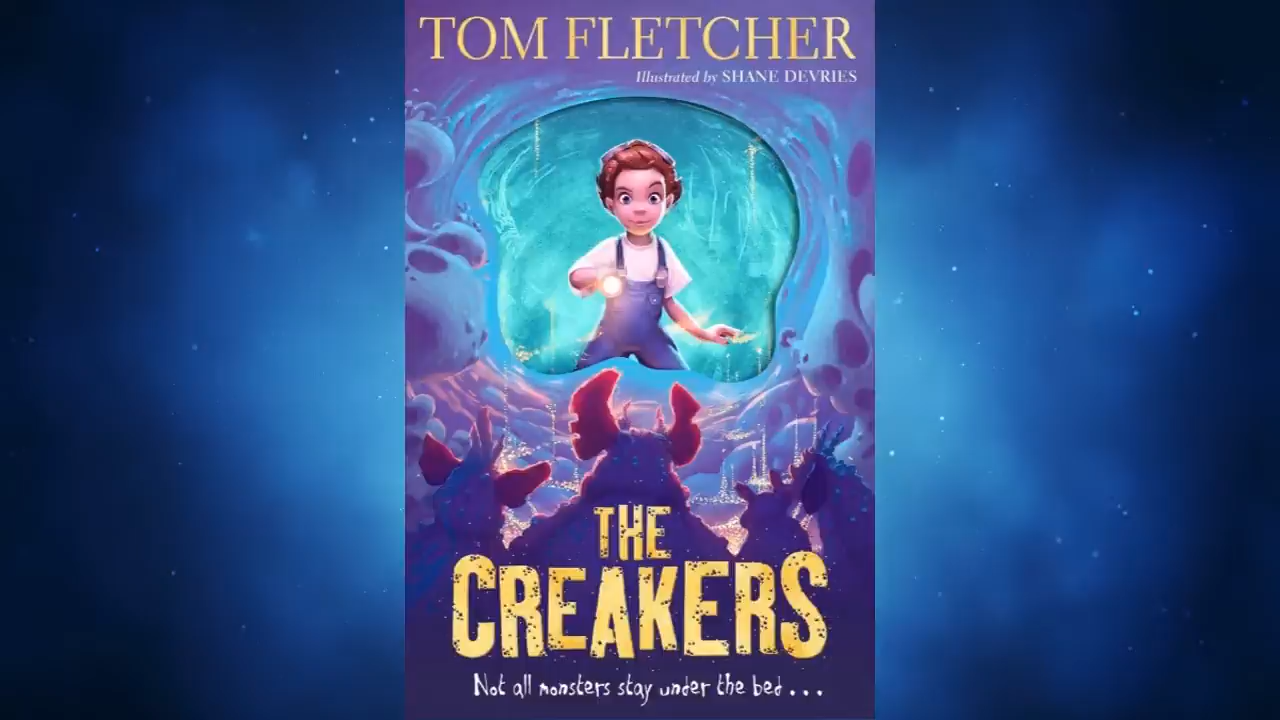 TOM FLETCHER
Illustrated by SHANE DEVRIES
THE
CREAKERS
Not all monsters stay under the bed...